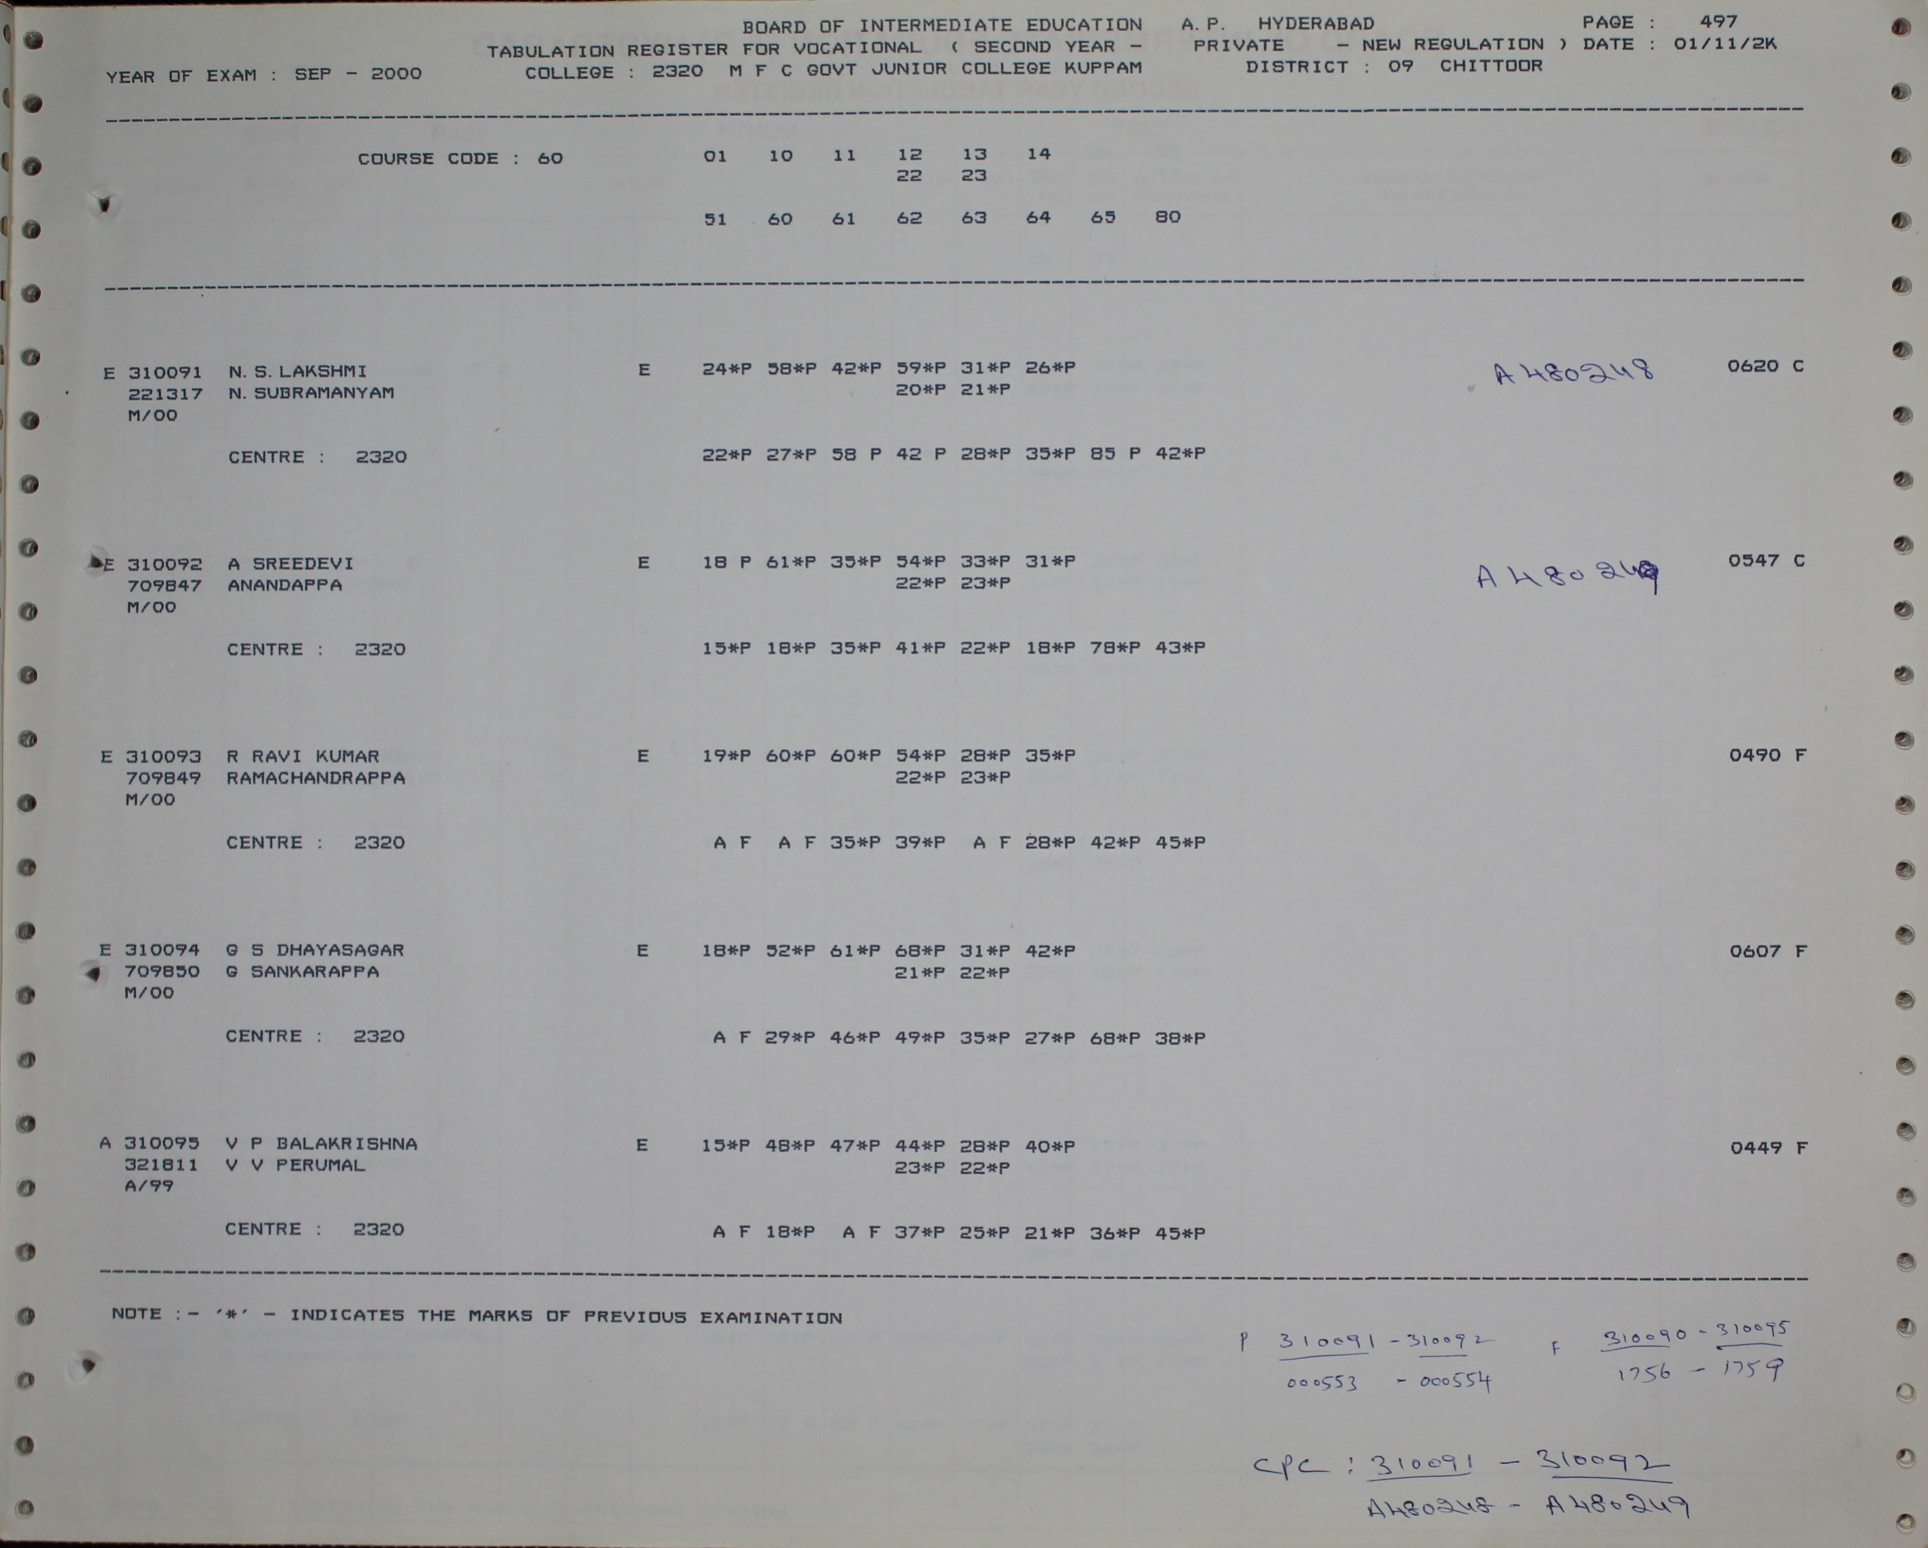 BOARD OF INTERMEDIATE EDUCATION A. P. HYDERABAD PAGE : 497
TABULATION REGISTER FOR VOCATIONAL ( SECOND YEAR - PRIVATE - NEW REGULATION ) DATE : 01/11/2K
YEAR OF EXAM : SEP - 2000 COLLEGE : 2320 M F C GOVT JUNIOR COLLEGE KUPPAM DISTRICT : 09 CHITTOOR
COURSE CODE : 60 01 10 11 12 13 14
22 23
51 60 61 62 63 64 65 80
E 310091 N. S. LAKSHMI E 24*P 58*P 42*P 59*P 31*P 26*P A480248 0620 C
221317 N. SUBRAMANYAM 20*P 21*P
M/00
CENTRE : 2320 22*P 27*P 58 P 42 P 28*P 35*P 85 P 42*P
E 310092 A SREEDEVI E 18 P 61*P 35*P 54*P 33*P 31*P A480249 0547 C
709847 ANANDAPPA 22*P 23*P
M/00
CENTRE : 2320 15*P 18*P 35*P 41*P 22*P 18*P 78*P 43*P
E 310093 R RAVI KUMAR E 19*P 60*P 60*P 54*P 28*P 35*P 0490 F
709849 RAMACHANDRAPPA 22*P 23*P
M/00
CENTRE : 2320 A F A F 35*P 39*P A F 28*P 42*P 45*P
E 310094 G S DHAYASAGAR E 18*P 52*P 61*P 68*P 31*P 42*P 0607 F
709850 G SANKARAPPA 21*P 22*P
M/00
CENTRE : 2320 A F 29*P 46*P 49*P 35*P 27*P 68*P 38*P
A 310095 V P BALAKRISHNA E 15*P 48*P 47*P 44*P 28*P 40*P 0449 F
321811 V V PERUMAL 23*P 22*P
A/99
CENTRE : 2320 A F 18*P A F 37*P 25*P 21*P 36*P 45*P
NOTE :- '*' - INDICATES THE MARKS OF PREVIOUS EXAMINATION
P 310091 - 310092 F 310090 - 310095
000553 - 000554 1756 - 1759
CPC : 310091 - 310092
A480248 - A480249